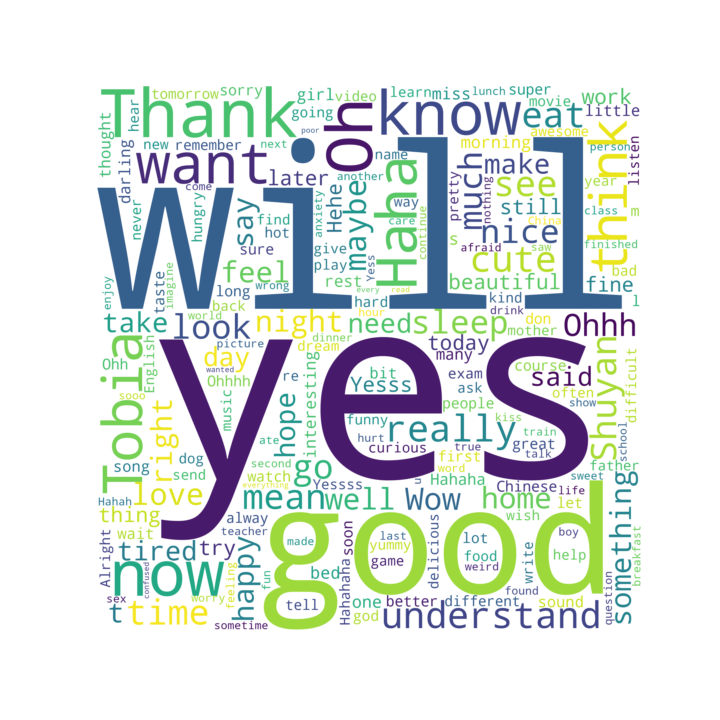 tomorrow
sorry
girl
video
learn
miss
lunch
super
Thank
going
movie
work
hear
poor
oh
know
eat
little
thought
new
remember
next
name
morning
awesome
person
think
listen
want
another
much
make
darling
come
later
Hehe
maybe
Haha
way
pretty
nothing
see
year
never
hungry
say
find
anxiety
care
continue
still
China
class
m
sure
hot
give
Yess
s
afraid
saw
finished
will
nice
cute
feel
play
wrong
rest
beautiful
fine
bad
enjoy
taste
imagine
long
every
read
hard
kind
l
world
back
hour
drink
take
look
night
need
sleep
mother
don
Ohhh
picture
dream
dinner
today
Ohh
English
day
wanted
many
exam
course
Tobia
Ohhhh
re
interesting
bit
Yesss
ask
said
often
Shuyan
difficult
yes
sooo
music
hope
people
kiss
show
right
funny
really
train
school
song
dog
ate
hurt
curious
true
great
father
send
second
go
first
talk
sweet
love
watch
word
Hahah
everything
Yessss
u
Hahaha
Chinese
life
let
thing
mean
well
Wow
home
wish
something
alway
Alright
wait
teacher
soon
last
good
boy
tired
try
happy
made
yummy
lot
delicious
write
fun
bed
game
food
help
now
confused
weird
breakfast
sex
worry
feeling
Hahahaha
found
question
t
time
tell
one
better
different
sound
god
understand
sometime